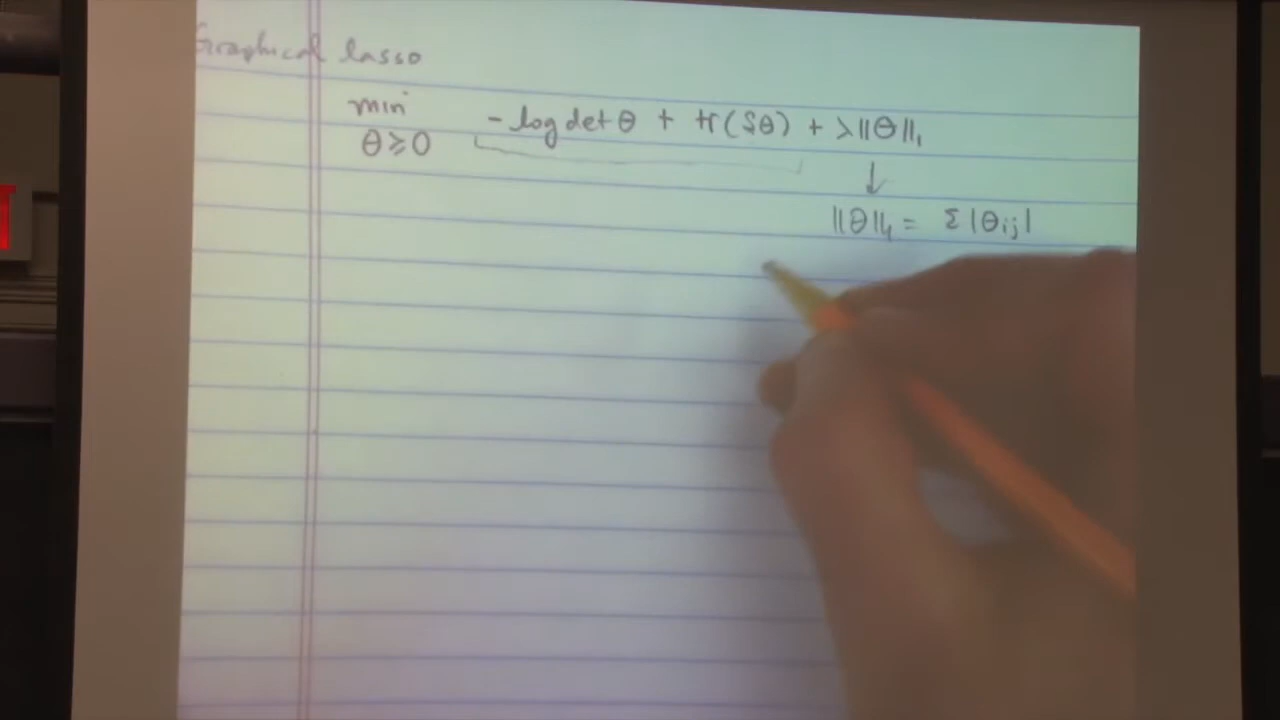 Graphical lasso
min - log det θ + tr(Sθ) + λ||θ||₁
θ ≥ 0
↓
||θ||₁ = Σ |θij|